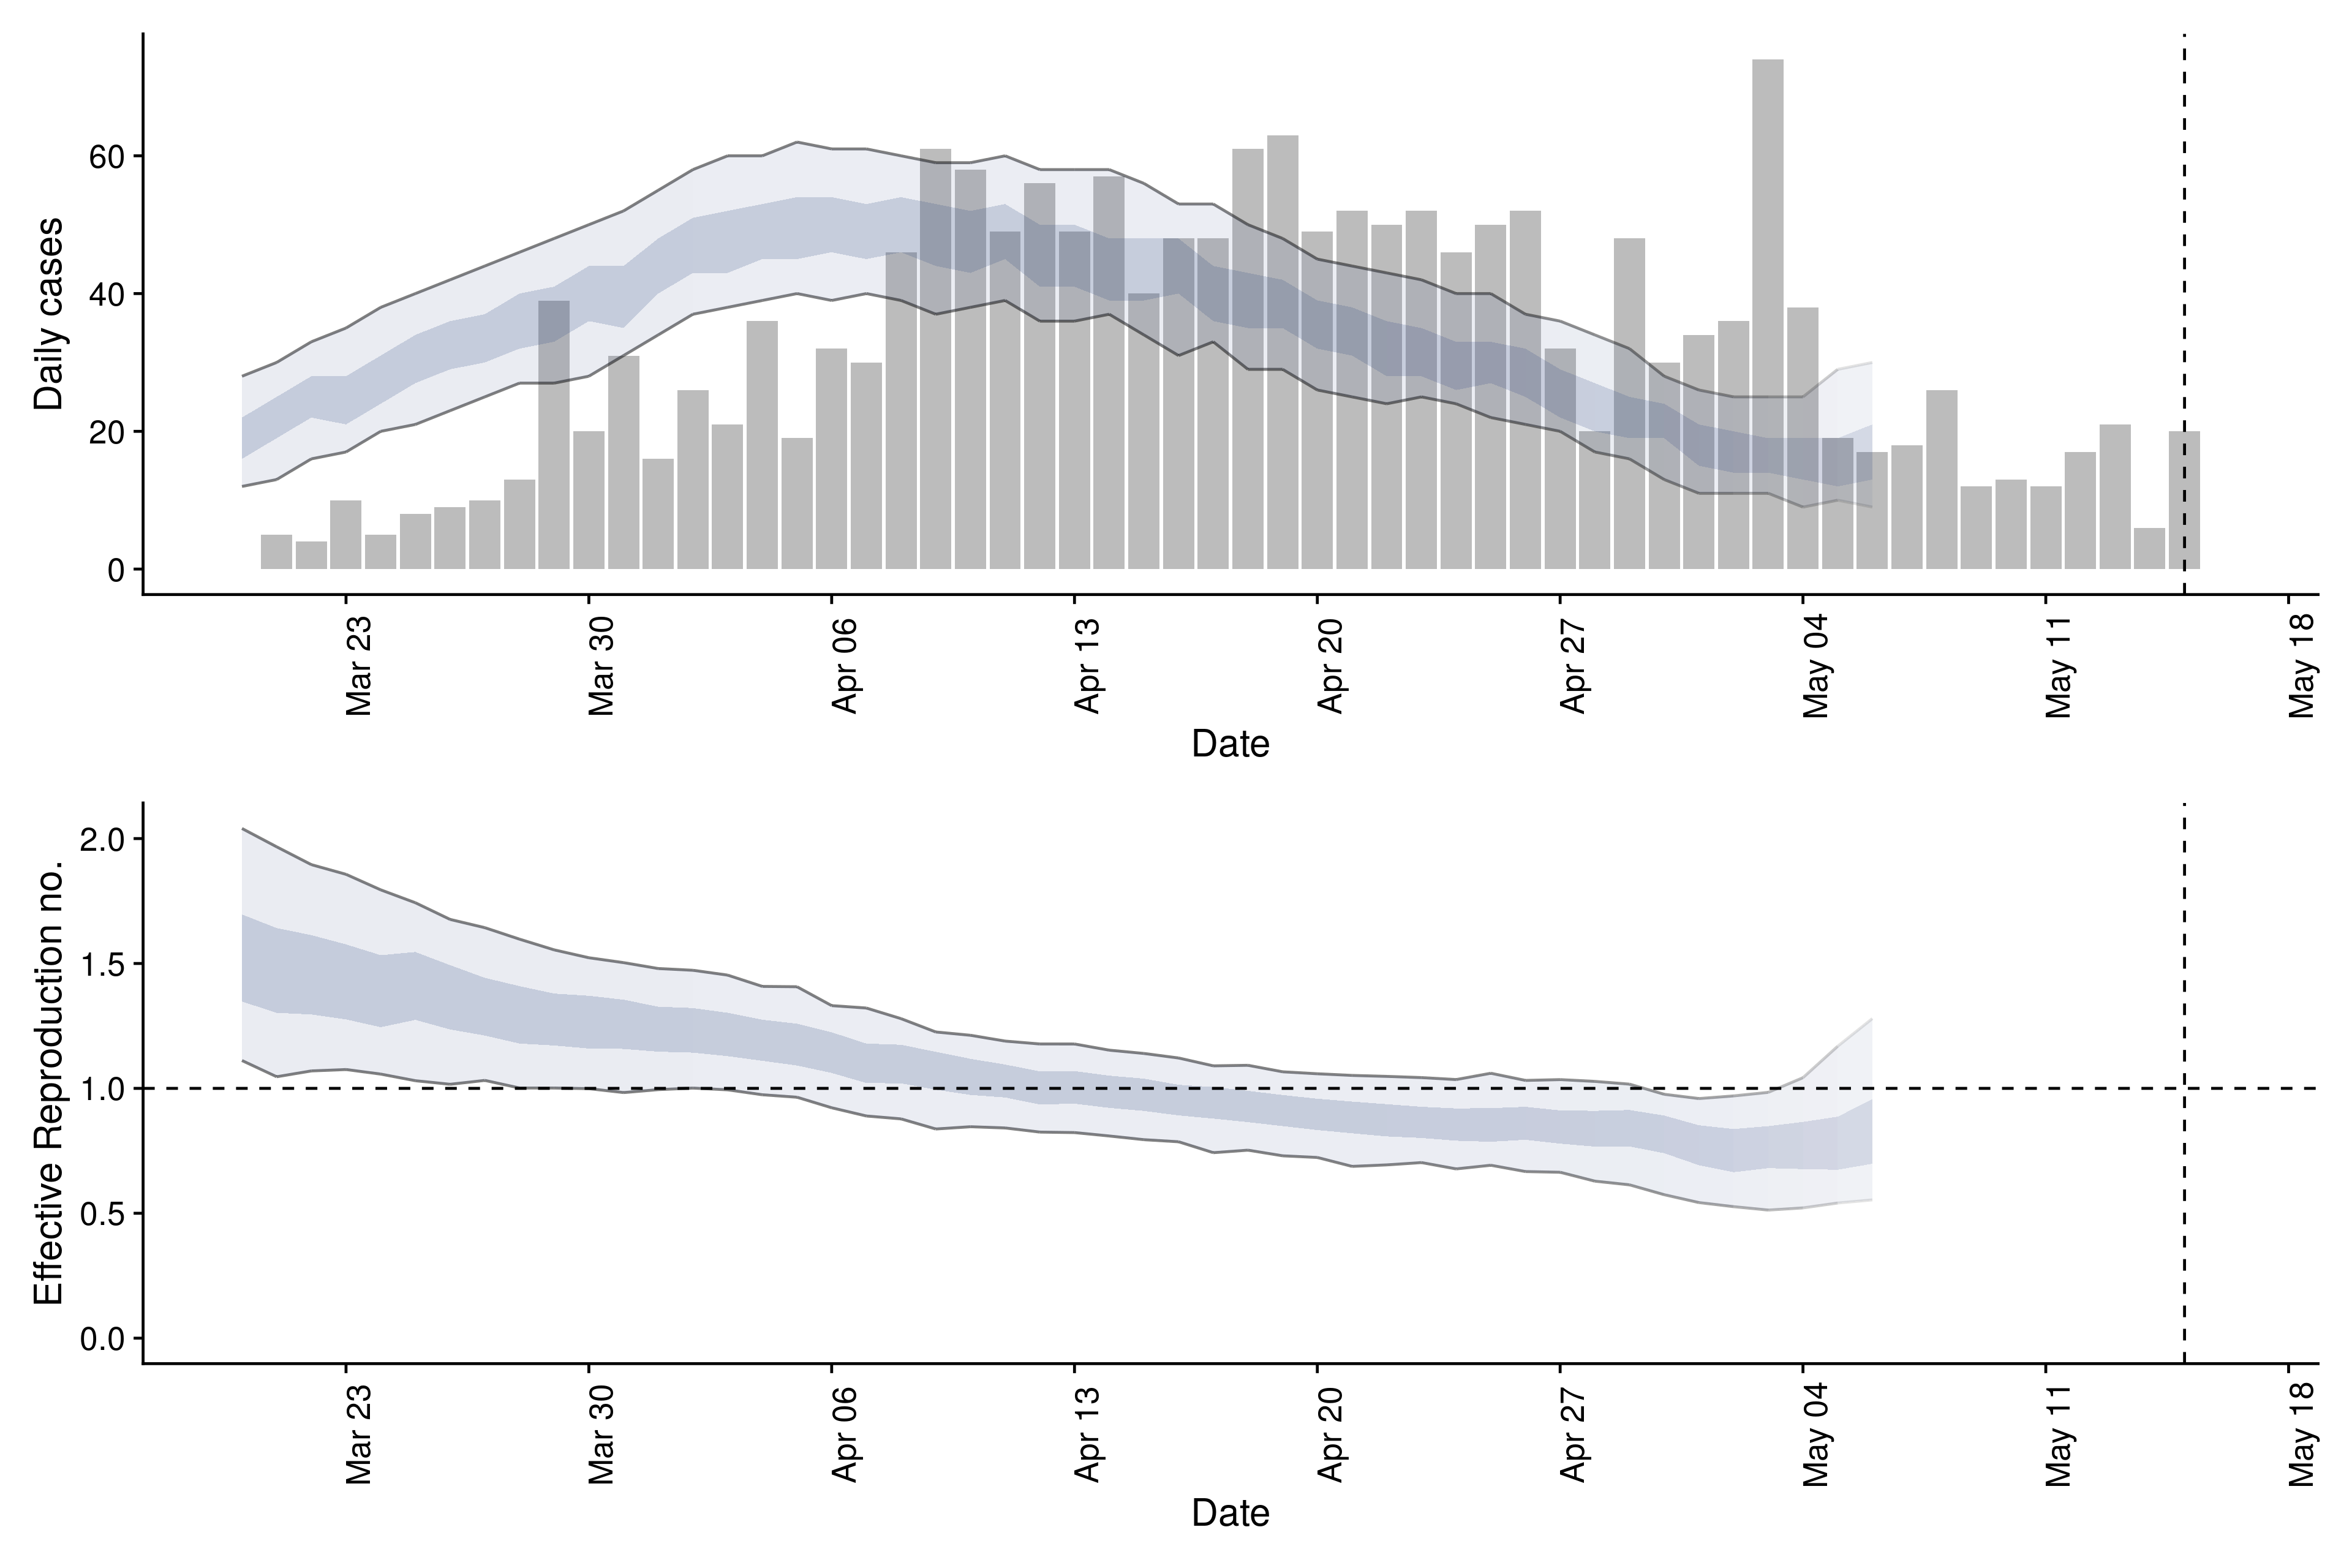 Daily cases
60
40
20
0
Mar 23
Mar 30
Apr 06
Apr 13
Apr 20
Apr 27
May 04
May 11
May 18
Date
Effective Reproduction no.
2.0
1.5
1.0
0.5
0.0
Mar 23
Mar 30
Apr 06
Apr 13
Apr 20
Apr 27
May 04
May 11
May 18
Date